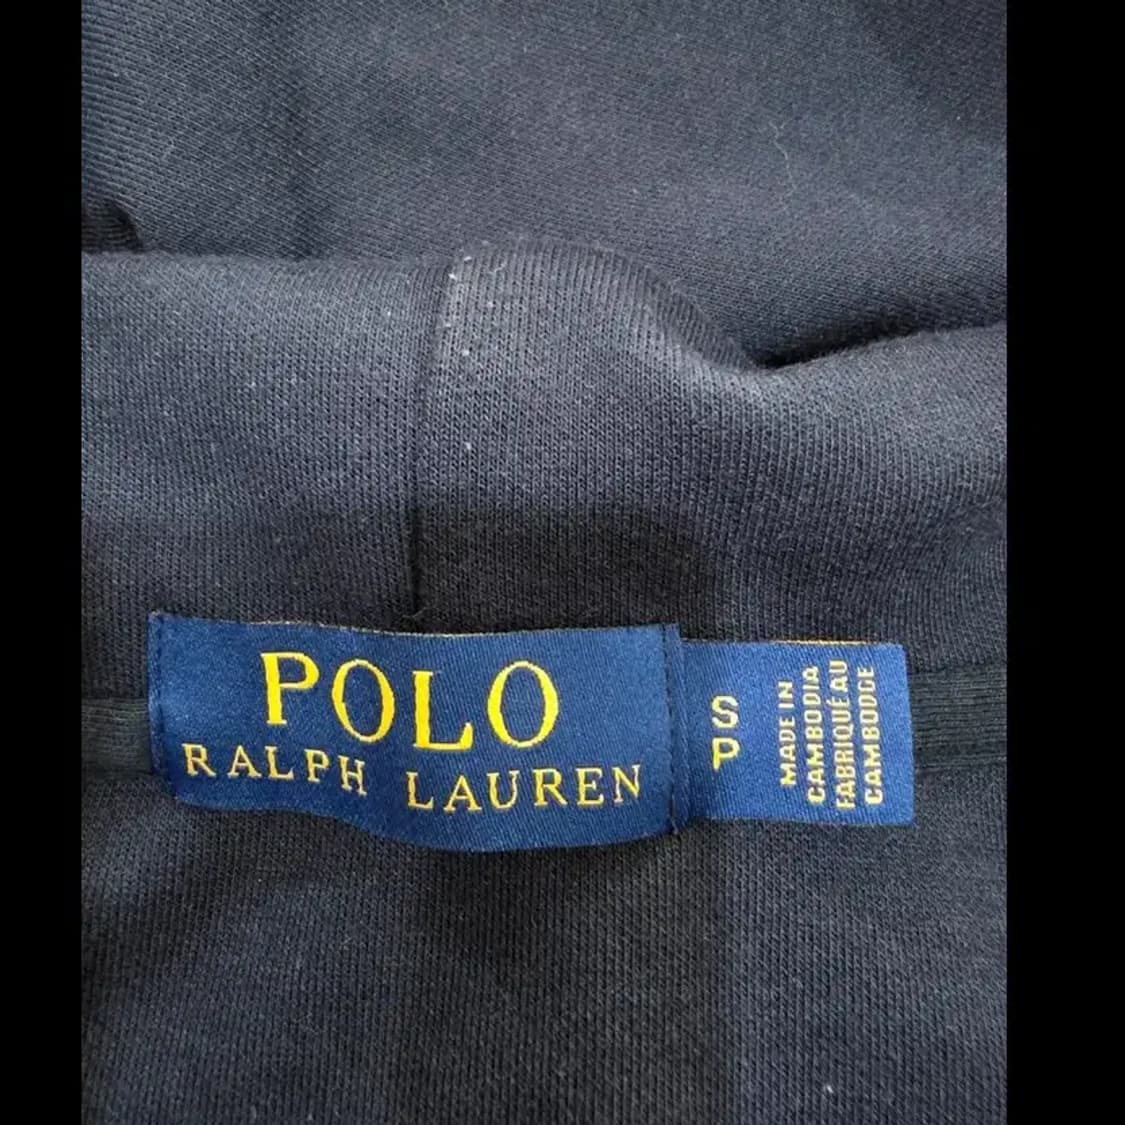 POLO
RALPH LAUREN
S
P
MADE IN
CAMBODIA
FABRIQUÉ AU
CAMBODGE